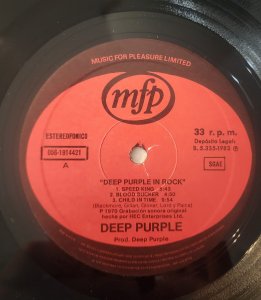 MUSIC FOR PLEASURE LIMITED
mfp
ESTEREOFONICO
006-1914421
A
33 r. p. m.
Depósito Legal:
SGAE
"DEEP PURPLE IN ROCK"
1. SPEED KING
2. BLOOD SUCKER
3. CHILD IN TIME
(Blackmore, Gillan, Glover, Lord y Paice)
℗ 1970 Grabación sonora original
hecha por HEC Enterprises Ltd.
DEEP PURPLE
Prod. Deep Purple